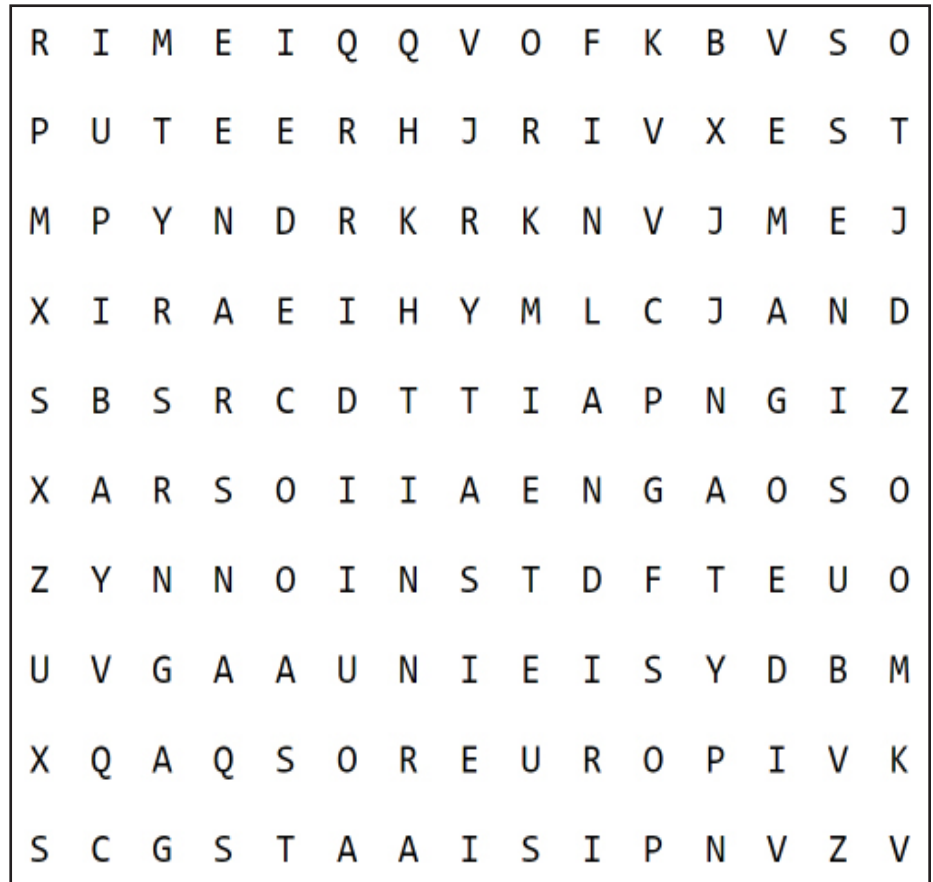 R I M E I Q Q V O F K B V S O
P U T E E R H J R I V X E S T
M P Y N D R K R K N V J M E J
X I R A E I H Y M L C J A N D
S B S R C D T T I A P N G I Z
X A R S O I I A E N G A O S O
Z Y N N O I N S T D F T E U O
U V G A A U N I E I S Y D B M
X Q A Q S O R E U R O P I V K
S C G S T A A I S I P N V Z V